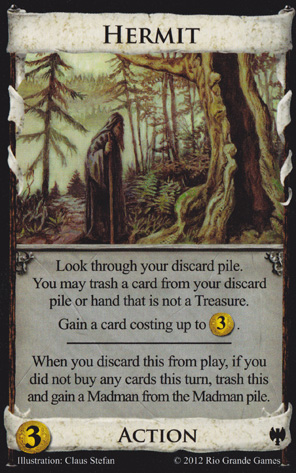 HERMIT
Look through your discard pile.
You may trash a card from your discard
pile or hand that is not a Treasure.
Gain a card costing up to 3.
When you discard this from play, if you
did not buy any cards this turn, trash this
and gain a Madman from the Madman pile.
3 ACTION
Illustration: Claus Stefan © 2012 Rio Grande Games